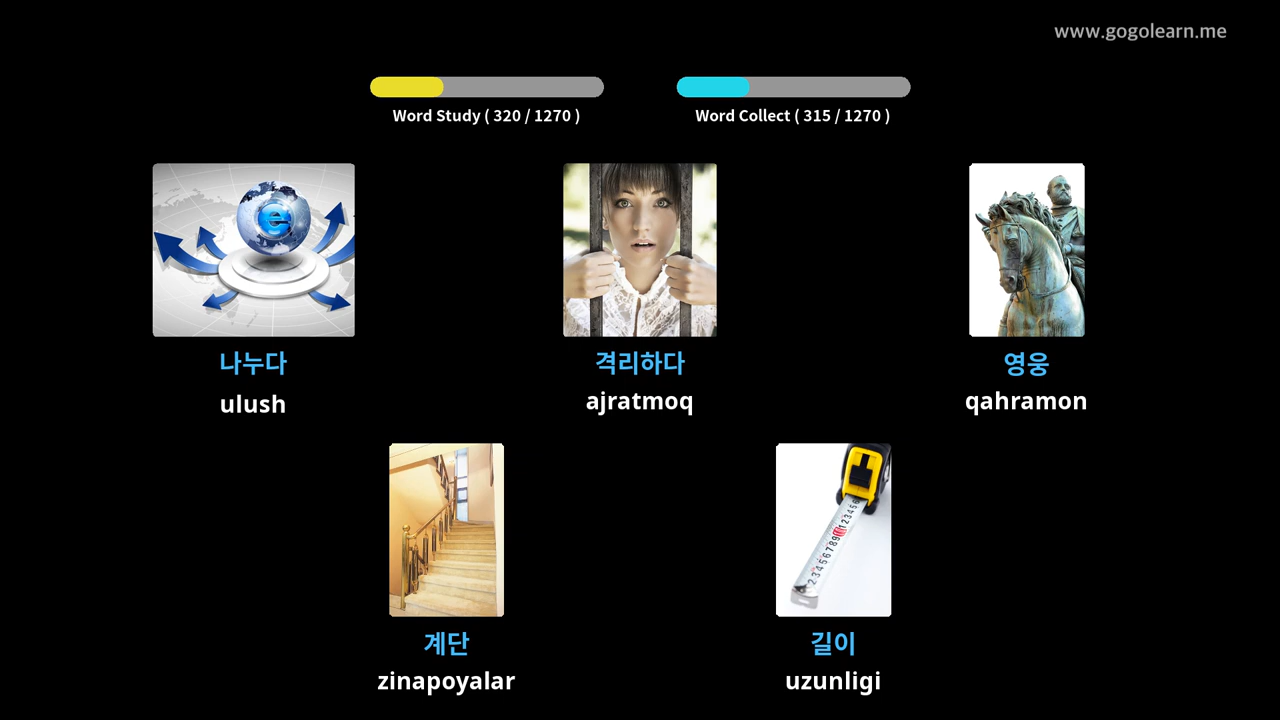 www.gogolearn.me
Word Study ( 320 / 1270 )
Word Collect ( 315 / 1270 )
e
나누다
ulush
격리하다
ajratmoq
영웅
qahramon
계단
zinapoyalar
길이
uzunligi